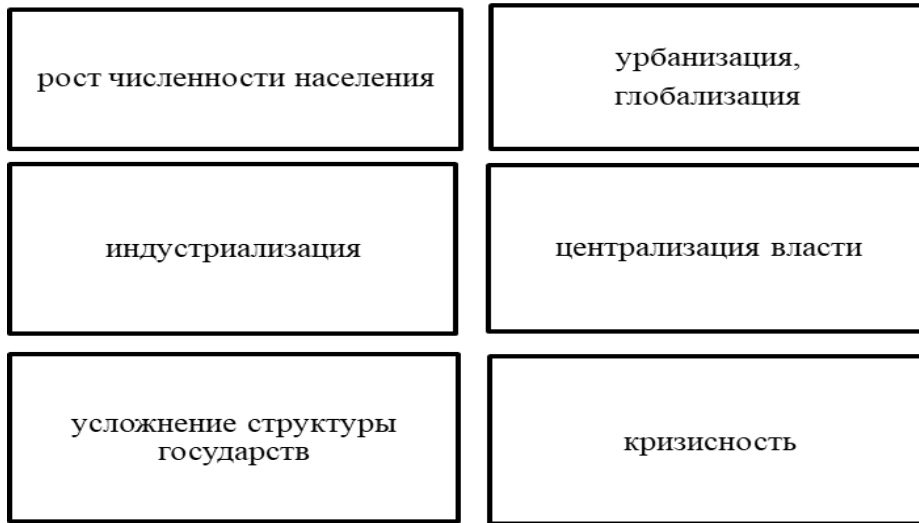 рост численности населения
урбанизация,
глобализация
индустриализация
централизация власти
усложнение структуры
государств
кризисность